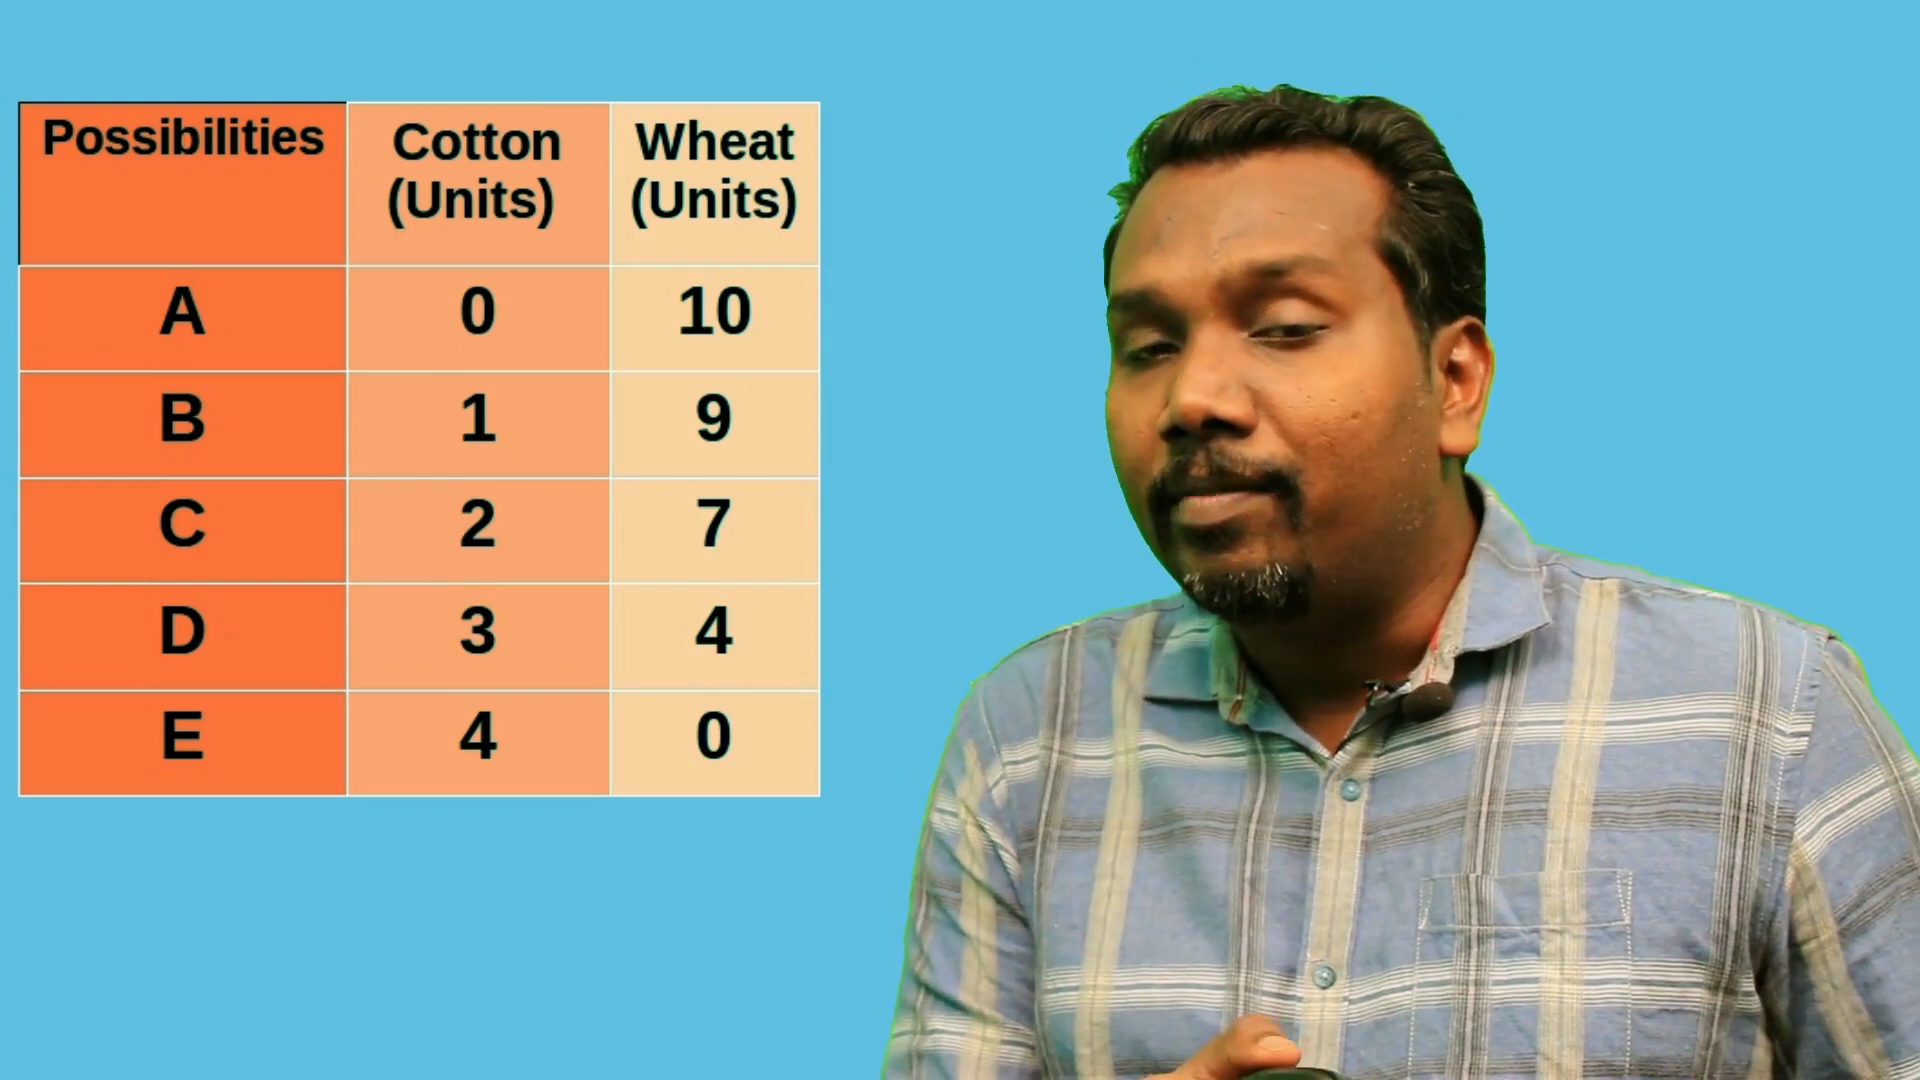 Possibilities Cotton (Units) Wheat (Units)
A 0 10
B 1 9
C 2 7
D 3 4
E 4 0